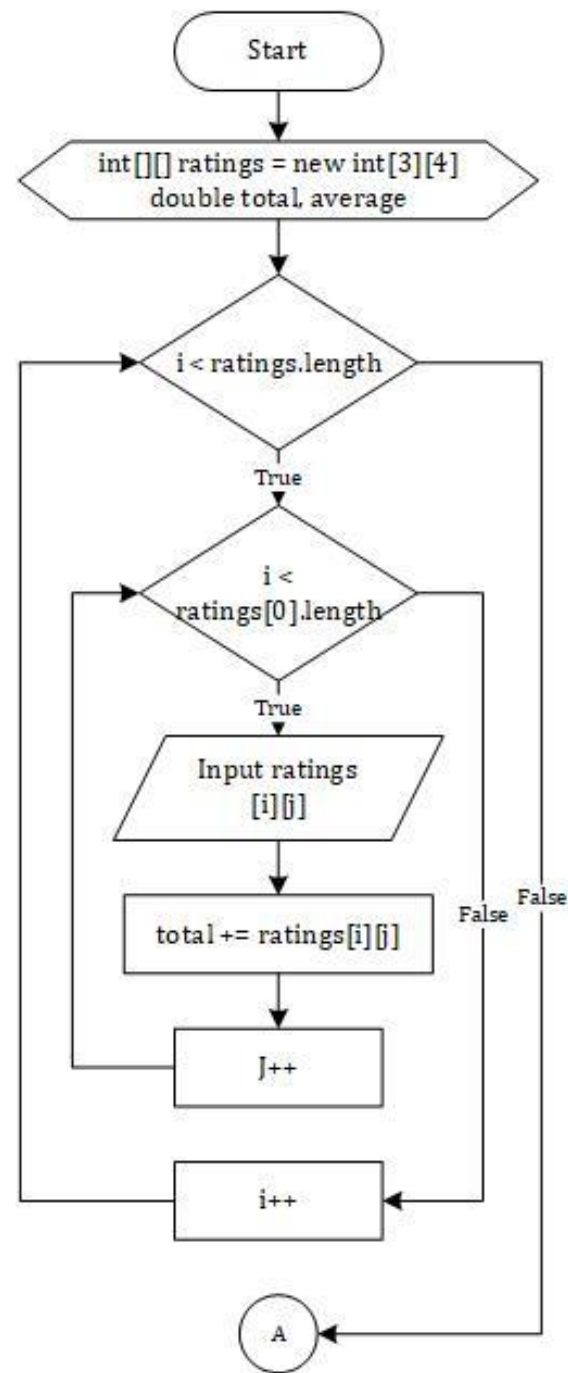 Start
int[][] ratings = new int[3][4]
double total, average
i < ratings.length
True
i <
ratings[0].length
True
Input ratings
[i][j]
total += ratings[i][j]
False
False
J++
i++
A